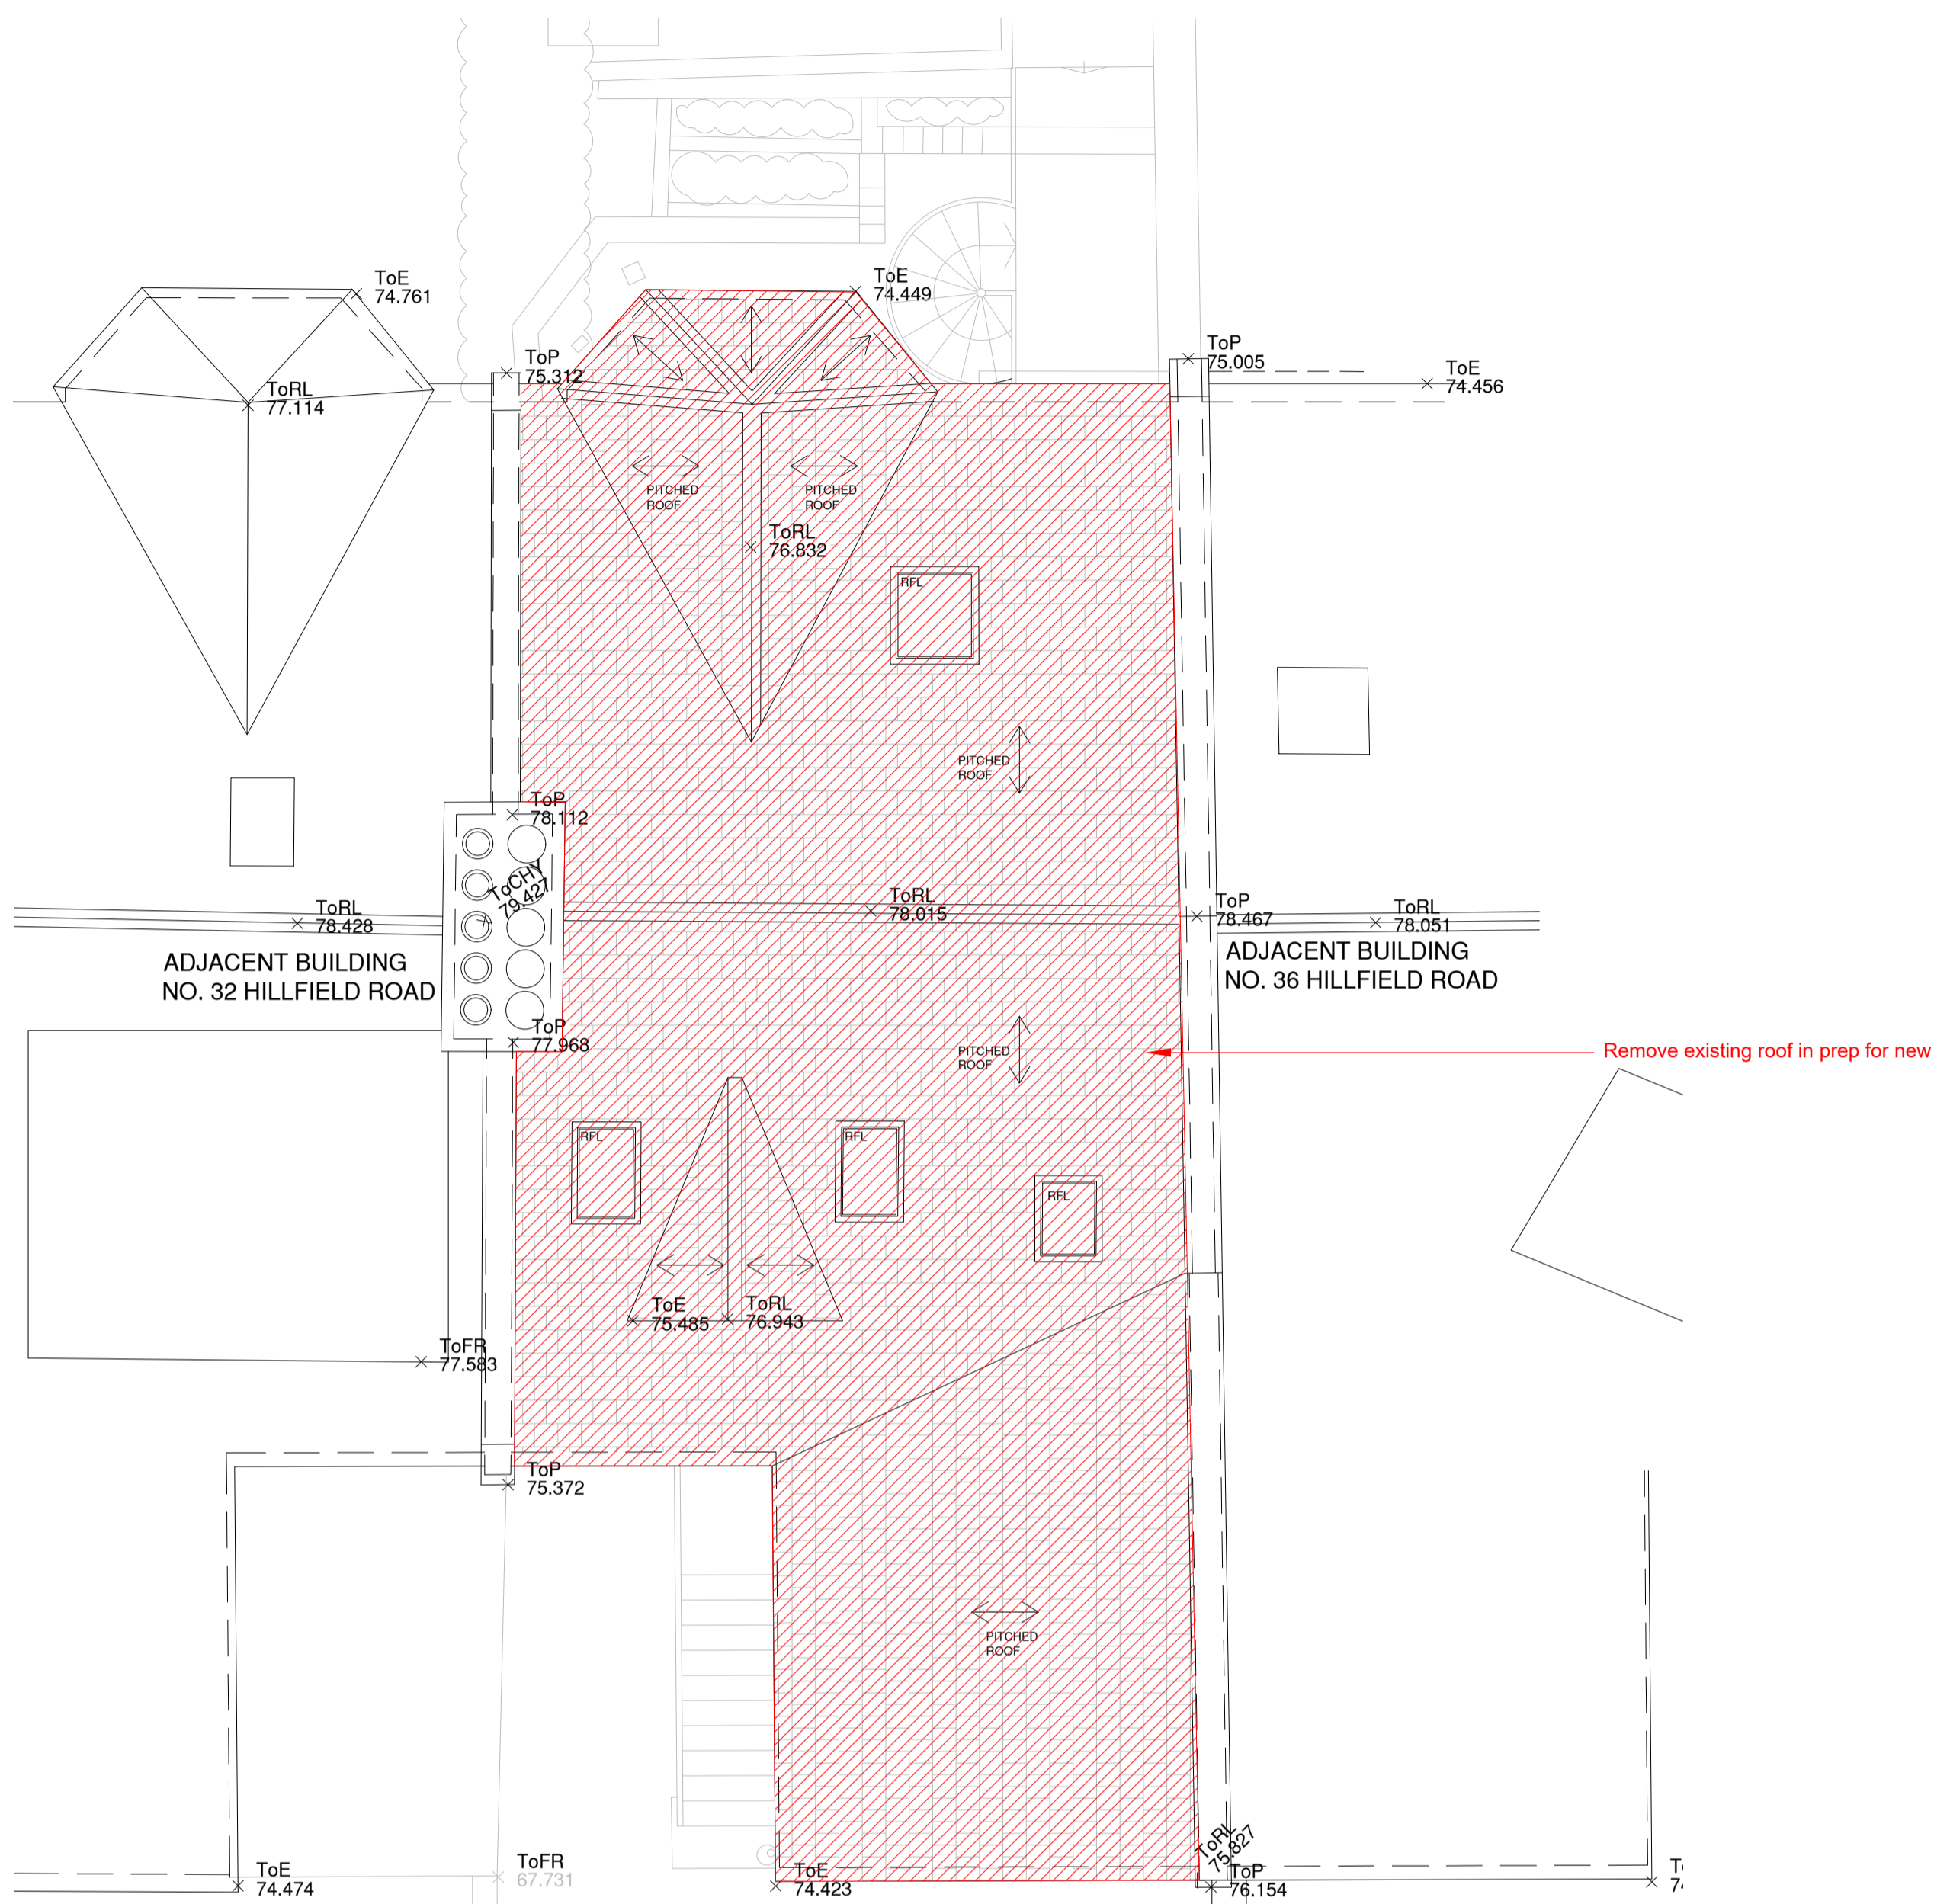 ToE
74.761
ToE
74.449
ToP
75.312
ToP
75.005
ToE
74.456
ToRL
77.114
PITCHED
ROOF
PITCHED
ROOF
ToRL
76.832
RFL
PITCHED
ROOF
ToP
78.112
ToCHY
79.427
ToRL
78.428
ToRL
78.015
ToP
78.467
ToRL
78.051
ADJACENT BUILDING
NO. 32 HILLFIELD ROAD
ADJACENT BUILDING
NO. 36 HILLFIELD ROAD
ToP
77.968
PITCHED
ROOF
Remove existing roof in prep for new
RFL
RFL
RFL
ToE
75.485
ToRL
76.943
ToFR
77.583
ToP
75.372
PITCHED
ROOF
ToRL
75.827
ToE
74.474
ToFR
67.731
ToE
74.423
ToP
76.154